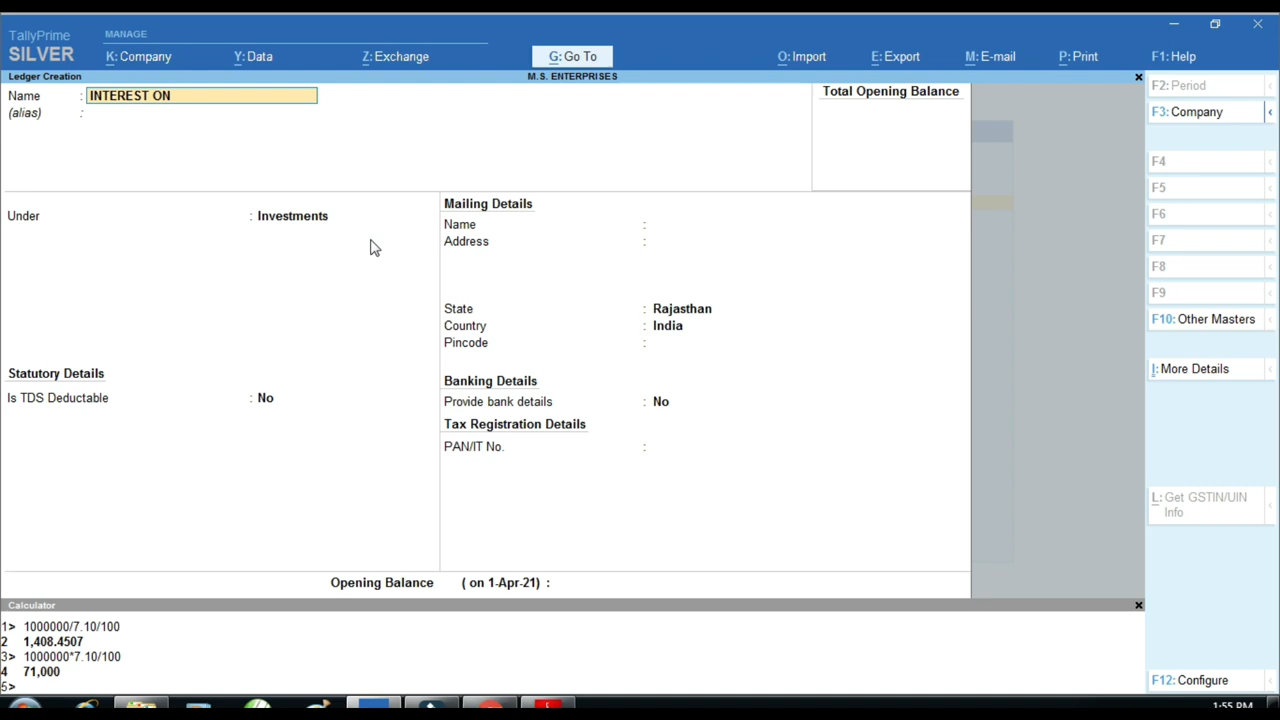 TallyPrime
SILVER
MANAGE
K: Company
Y: Data
Z: Exchange
G: Go To
O: Import
E: Export
M: E-mail
P: Print
F1: Help
Ledger Creation
M.S. ENTERPRISES
Name : INTEREST ON
(alias) :
Total Opening Balance
Under : Investments
Statutory Details
Is TDS Deductable : No
Mailing Details
Name :
Address :
State : Rajasthan
Country : India
Pincode :
Banking Details
Provide bank details : No
Tax Registration Details
PAN/IT No. :
Opening Balance ( on 1-Apr-21) :
F2: Period
F3: Company
F4
F5
F6
F7
F8
F9
F10: Other Masters
I: More Details
L: Get GSTIN/UIN
Info
F12: Configure
Calculator
1> 1000000/7.10/100
2 1,408.4507
3> 1000000*7.10/100
4 71,000
5>
1:55 PM